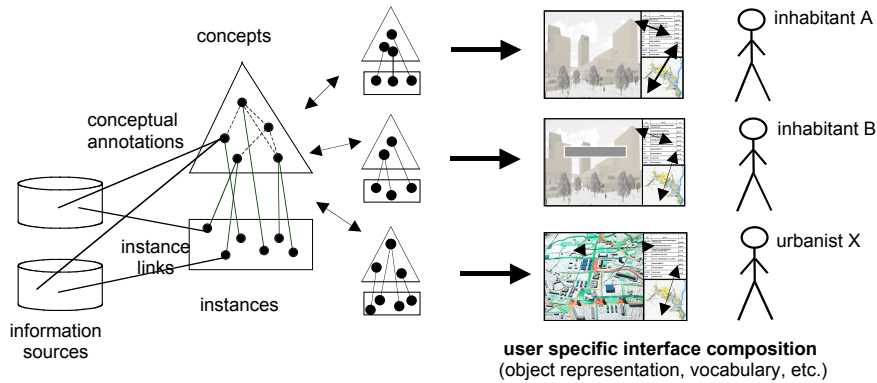 concepts
conceptual
annotations
instance
links
instances
information
sources
inhabitant A
inhabitant B
urbanist X
user specific interface composition
(object representation, vocabulary, etc.)